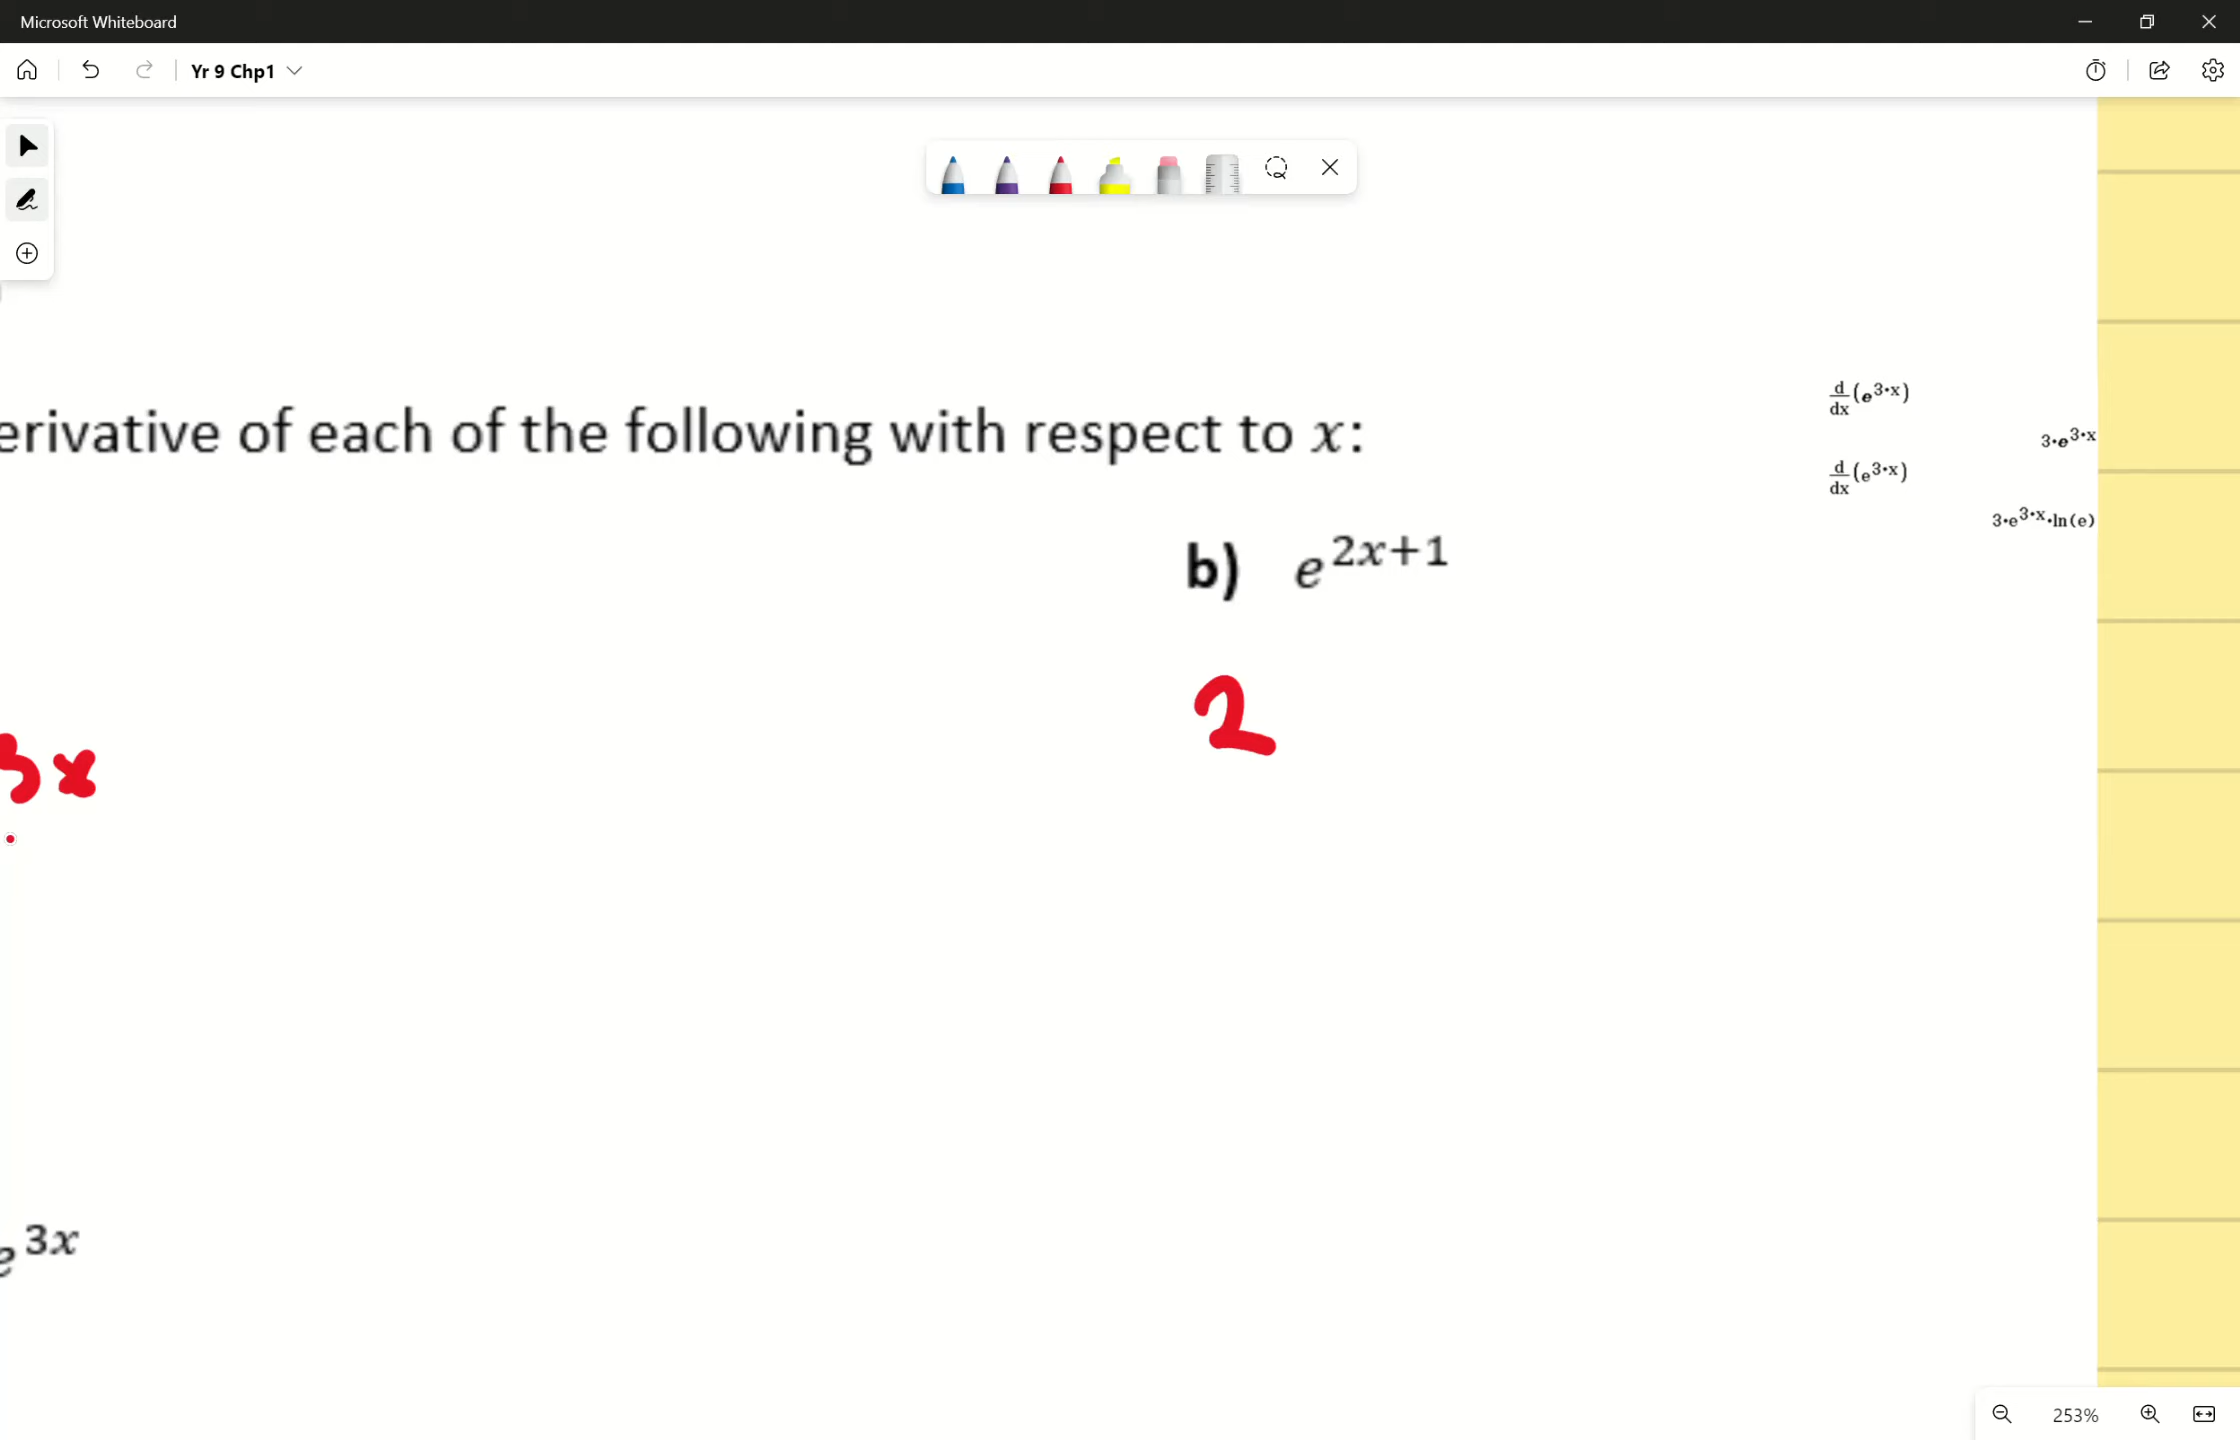 Microsoft Whiteboard
Yr 9 Chp1
erivative of each of the following with respect to x:
d/dx(e^3·x)
3·e^3·x
d/dx(e^3·x)
3·e^3·x·ln(e)
b) e^2x+1
2
3x
e^3x
253%